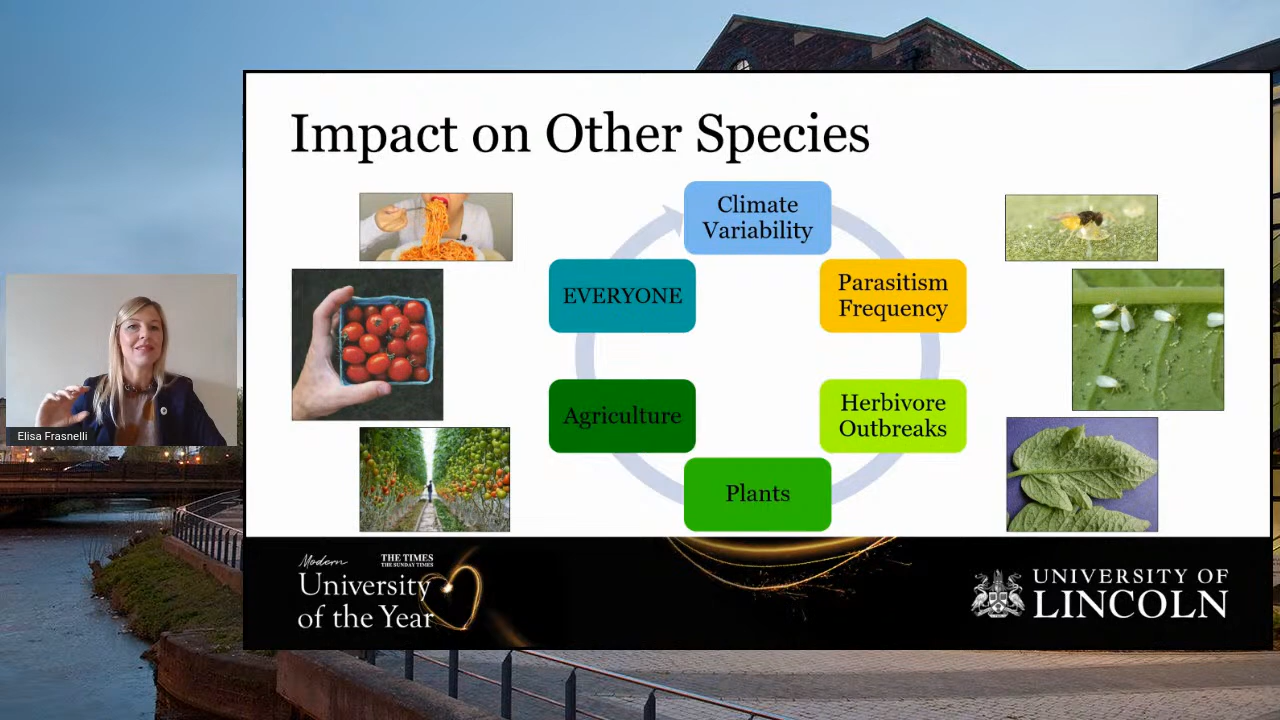 Impact on Other Species
Climate
Variability
EVERYONE
Parasitism
Frequency
Agriculture
Herbivore
Outbreaks
Plants
Elisa Frasnelli
Modern
THE TIMES
THE SUNDAY TIMES
University
of the Year
UNIVERSITY OF
LINCOLN